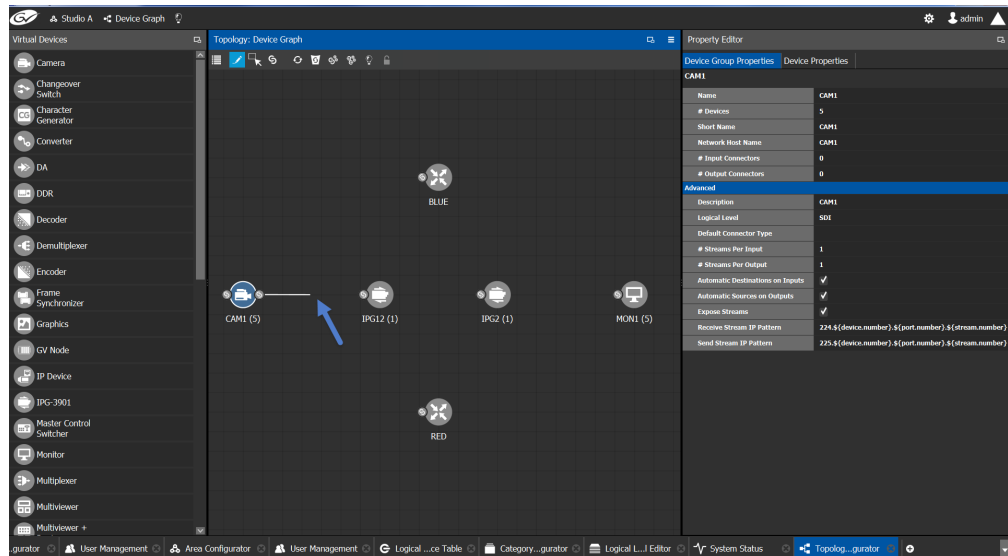 GV Studio A Device Graph admin
Virtual Devices
Camera
Changeover
Switch
CG Character
Generator
Converter
DA
DDR
Decoder
Demultiplexer
Encoder
Frame
Synchronizer
Graphics
GV Node
IP Device
IPG-3901
Master Control
Switcher
Monitor
Multiplexer
Multiviewer
Multiviewer +
Topology: Device Graph
BLUE
CAM1 (5)
IPG12 (1)
IPG2 (1)
MON1 (5)
RED
Property Editor
Device Group Properties Device Properties
CAM1
Name CAM1
# Devices 5
Short Name CAM1
Network Host Name CAM1
# Input Connectors 0
# Output Connectors 0
Advanced
Description CAM1
Logical Level SDI
Default Connector Type
# Streams Per Input 1
# Streams Per Output 1
Automatic Destinations on Inputs
Automatic Sources on Outputs
Expose Streams
Receive Stream IP Pattern 224.${device.number}.${port.number}.${stream.number}
Send Stream IP Pattern 225.${device.number}.${port.number}.${stream.number}
.gurator User Management Area Configurator User Management Logical ...ce Table Category...gurator Logical L...l Editor System Status Topolog...gurator